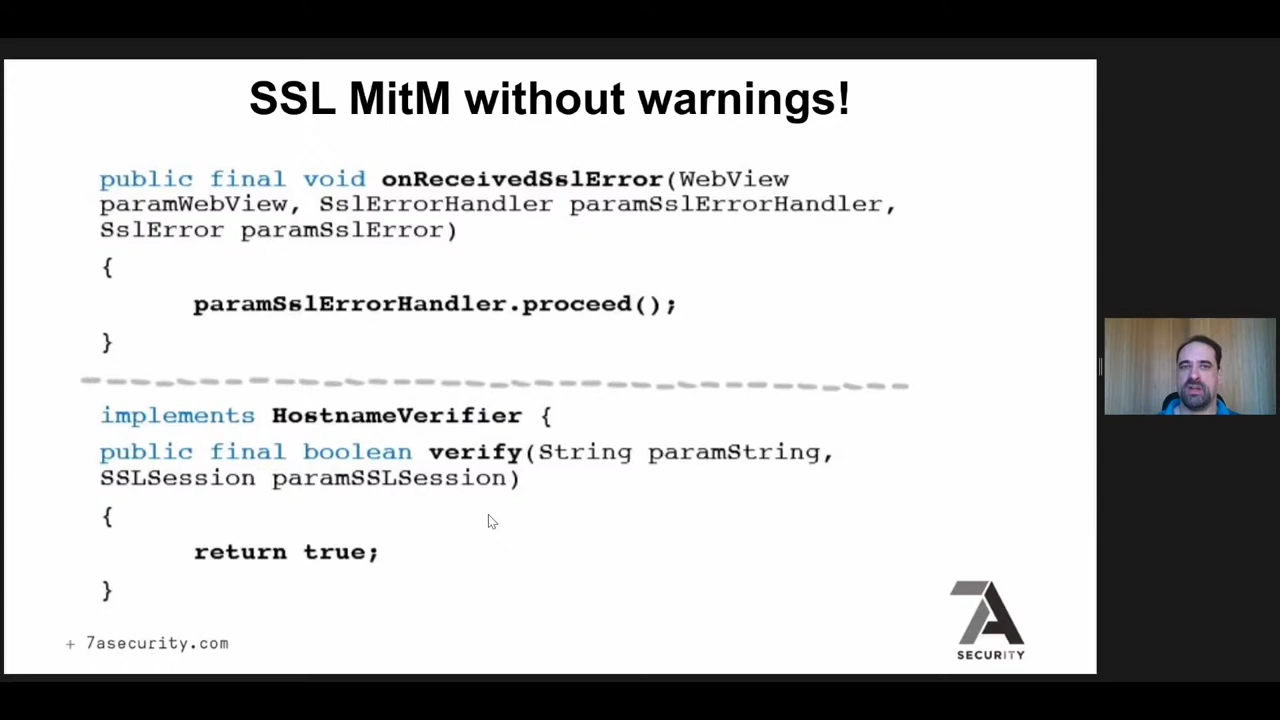 SSL MitM without warnings!
public final void onReceivedSslError(WebView
paramWebView, SslErrorHandler paramSslErrorHandler,
SslError paramSslError)
{
paramSslErrorHandler.proceed();
}
implements HostnameVerifier {
public final boolean verify(String paramString,
SSLSession paramSSLSession)
{
return true;
}
+ 7asecurity.com
7A
SECURITY